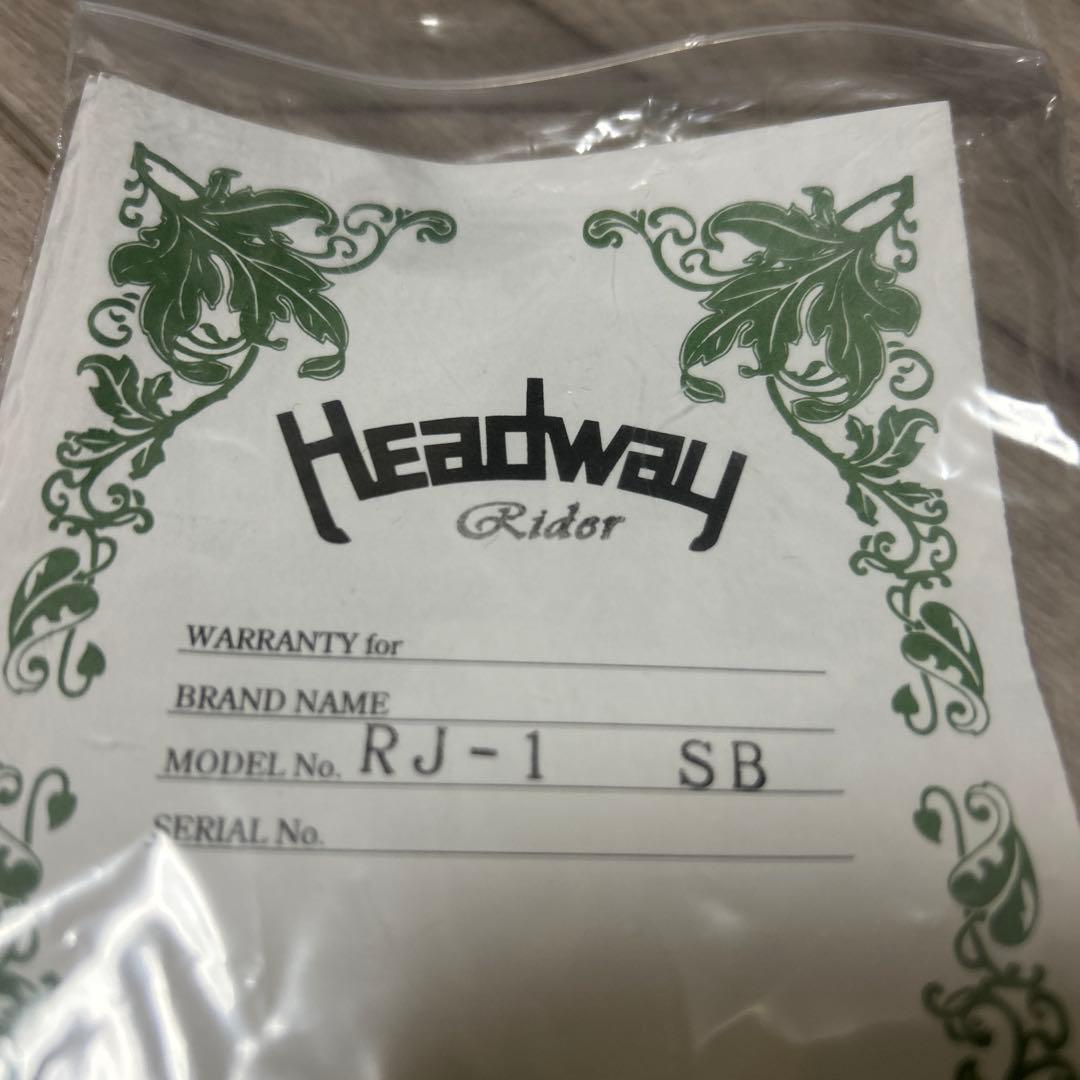 Headway
Rider
WARRANTY for
BRAND NAME
MODEL No. RJ-1 SB
SERIAL No.